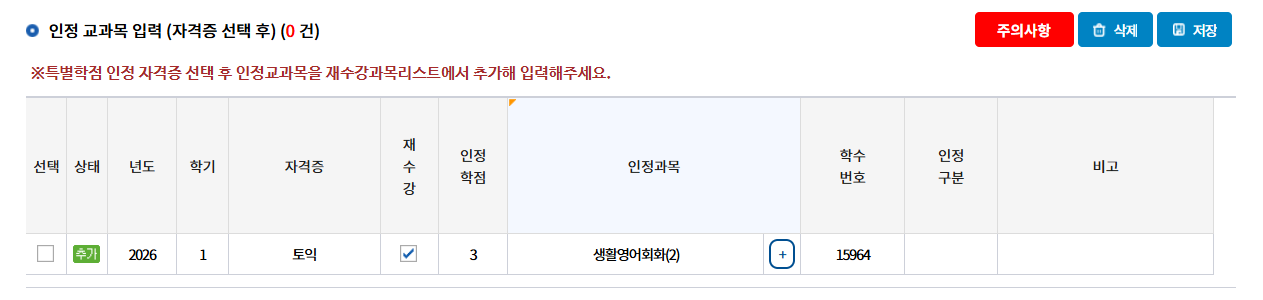 인정 교과목 입력 (자격증 선택 후) (0 건)
주의사항 삭제 저장
※특별학점 인정 자격증 선택 후 인정교과목을 재수강과목리스트에서 추가해 입력해주세요.
선택 상태 년도 학기 자격증 재수강 인정학점 인정과목 학수번호 인정구분 비고
추가 2026 1 토익 3 생활영어회화(2) + 15964